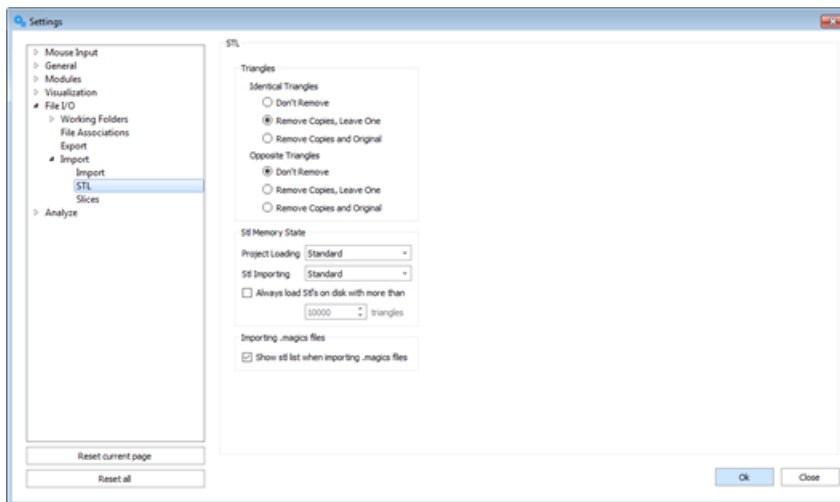 Settings
Mouse Input
General
Modules
Visualization
File I/O
Working Folders
File Associations
Export
Import
Import
STL
Slices
Analyze
Reset current page
Reset all
STL
Triangles
Identical Triangles
Don't Remove
Remove Copies, Leave One
Remove Copies and Original
Opposite Triangles
Don't Remove
Remove Copies, Leave One
Remove Copies and Original
Stl Memory State
Project Loading Standard
Stl Importing Standard
Always load Stl's on disk with more than
10000 triangles
Importing .magics files
Show stl list when importing .magics files
Ok Close